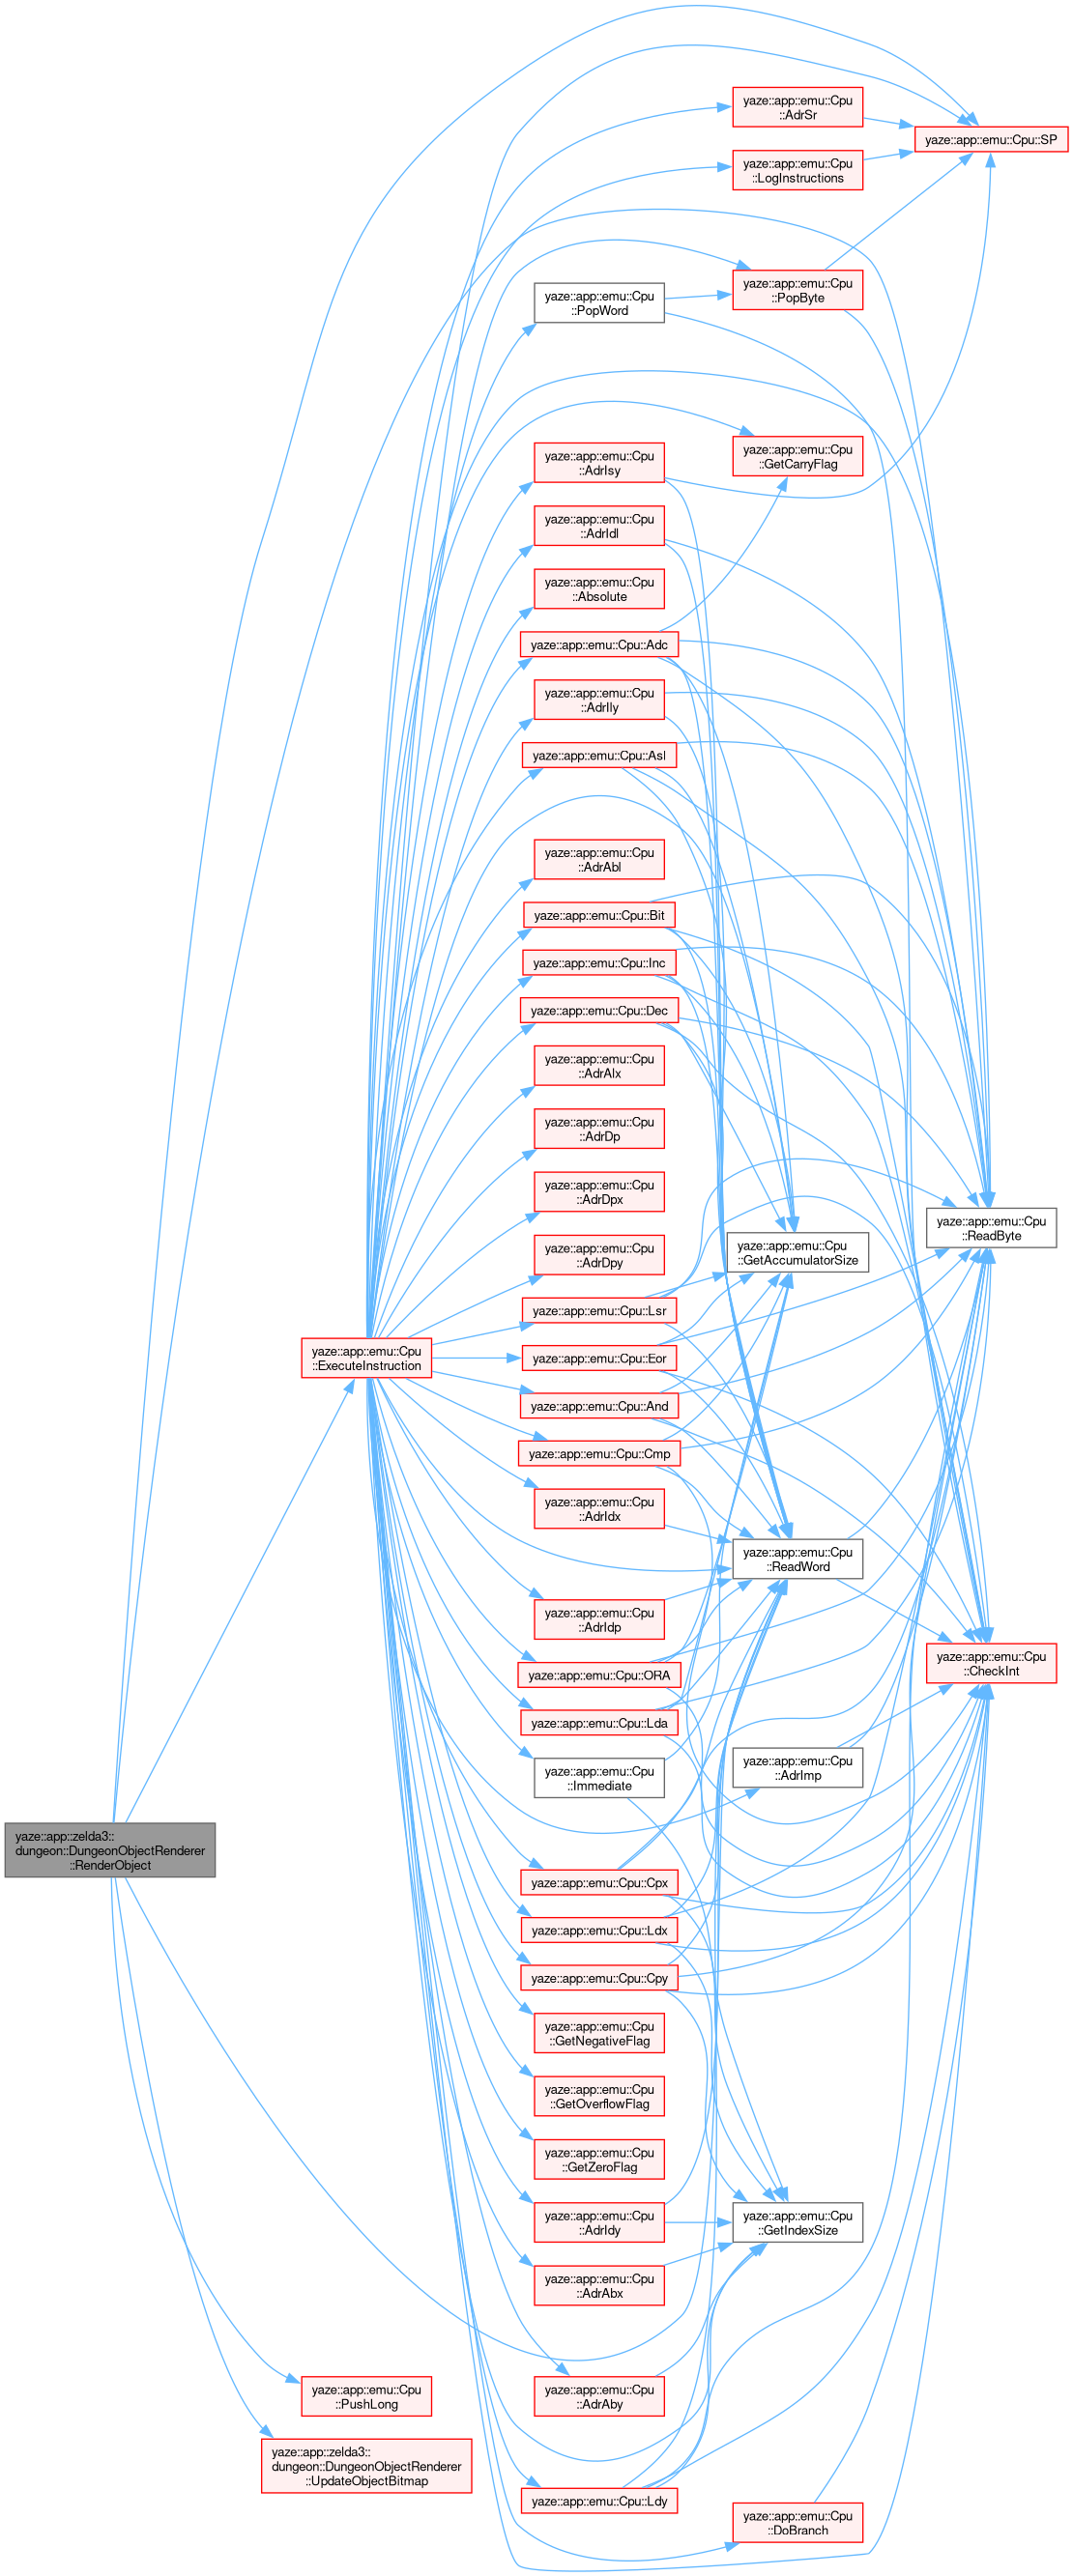 yaze::app::emu::Cpu
::AdrSr
yaze::app::emu::Cpu::SP
yaze::app::emu::Cpu
::LogInstructions
yaze::app::emu::Cpu
::PopByte
yaze::app::emu::Cpu
::PopWord
yaze::app::emu::Cpu
::GetCarryFlag
yaze::app::emu::Cpu
::AdrIsy
yaze::app::emu::Cpu
::AdrIdl
yaze::app::emu::Cpu
::Absolute
yaze::app::emu::Cpu::Adc
yaze::app::emu::Cpu
::AdrIly
yaze::app::emu::Cpu::Asl
yaze::app::emu::Cpu
::AdrAbl
yaze::app::emu::Cpu::Bit
yaze::app::emu::Cpu::Inc
yaze::app::emu::Cpu::Dec
yaze::app::emu::Cpu
::AdrAlx
yaze::app::emu::Cpu
::AdrDp
yaze::app::emu::Cpu
::AdrDpx
yaze::app::emu::Cpu
::ReadByte
yaze::app::emu::Cpu
::AdrDpy
yaze::app::emu::Cpu
::GetAccumulatorSize
yaze::app::emu::Cpu::Lsr
yaze::app::emu::Cpu
::ExecuteInstruction
yaze::app::emu::Cpu::Eor
yaze::app::emu::Cpu::And
yaze::app::emu::Cpu::Cmp
yaze::app::emu::Cpu
::AdrIdx
yaze::app::emu::Cpu
::ReadWord
yaze::app::emu::Cpu
::AdrIdp
yaze::app::emu::Cpu::ORA
yaze::app::emu::Cpu
::CheckInt
yaze::app::emu::Cpu::Lda
yaze::app::emu::Cpu
::Immediate
yaze::app::emu::Cpu
::AdrImp
yaze::app::zelda3::
dungeon::DungeonObjectRenderer
::RenderObject
yaze::app::emu::Cpu::Cpx
yaze::app::emu::Cpu::Ldx
yaze::app::emu::Cpu::Cpy
yaze::app::emu::Cpu
::GetNegativeFlag
yaze::app::emu::Cpu
::GetOverflowFlag
yaze::app::emu::Cpu
::GetZeroFlag
yaze::app::emu::Cpu
::AdrIdy
yaze::app::emu::Cpu
::GetIndexSize
yaze::app::emu::Cpu
::AdrAbx
yaze::app::emu::Cpu
::PushLong
yaze::app::emu::Cpu
::AdrAby
yaze::app::zelda3::
dungeon::DungeonObjectRenderer
::UpdateObjectBitmap
yaze::app::emu::Cpu::Ldy
yaze::app::emu::Cpu
::DoBranch